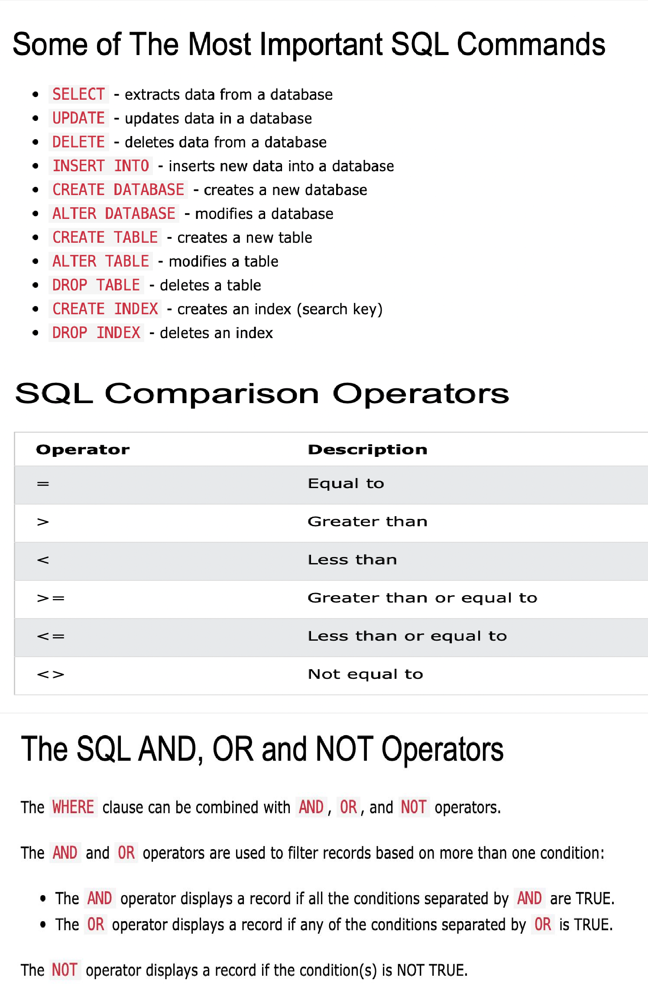 Some of The Most Important SQL Commands
• SELECT - extracts data from a database
• UPDATE - updates data in a database
• DELETE - deletes data from a database
• INSERT INTO - inserts new data into a database
• CREATE DATABASE - creates a new database
• ALTER DATABASE - modifies a database
• CREATE TABLE - creates a new table
• ALTER TABLE - modifies a table
• DROP TABLE - deletes a table
• CREATE INDEX - creates an index (search key)
• DROP INDEX - deletes an index
SQL Comparison Operators
Operator Description
= Equal to
> Greater than
< Less than
>= Greater than or equal to
<= Less than or equal to
<> Not equal to
The SQL AND, OR and NOT Operators
The WHERE clause can be combined with AND, OR, and NOT operators.
The AND and OR operators are used to filter records based on more than one condition:
• The AND operator displays a record if all the conditions separated by AND are TRUE.
• The OR operator displays a record if any of the conditions separated by OR is TRUE.
The NOT operator displays a record if the condition(s) is NOT TRUE.